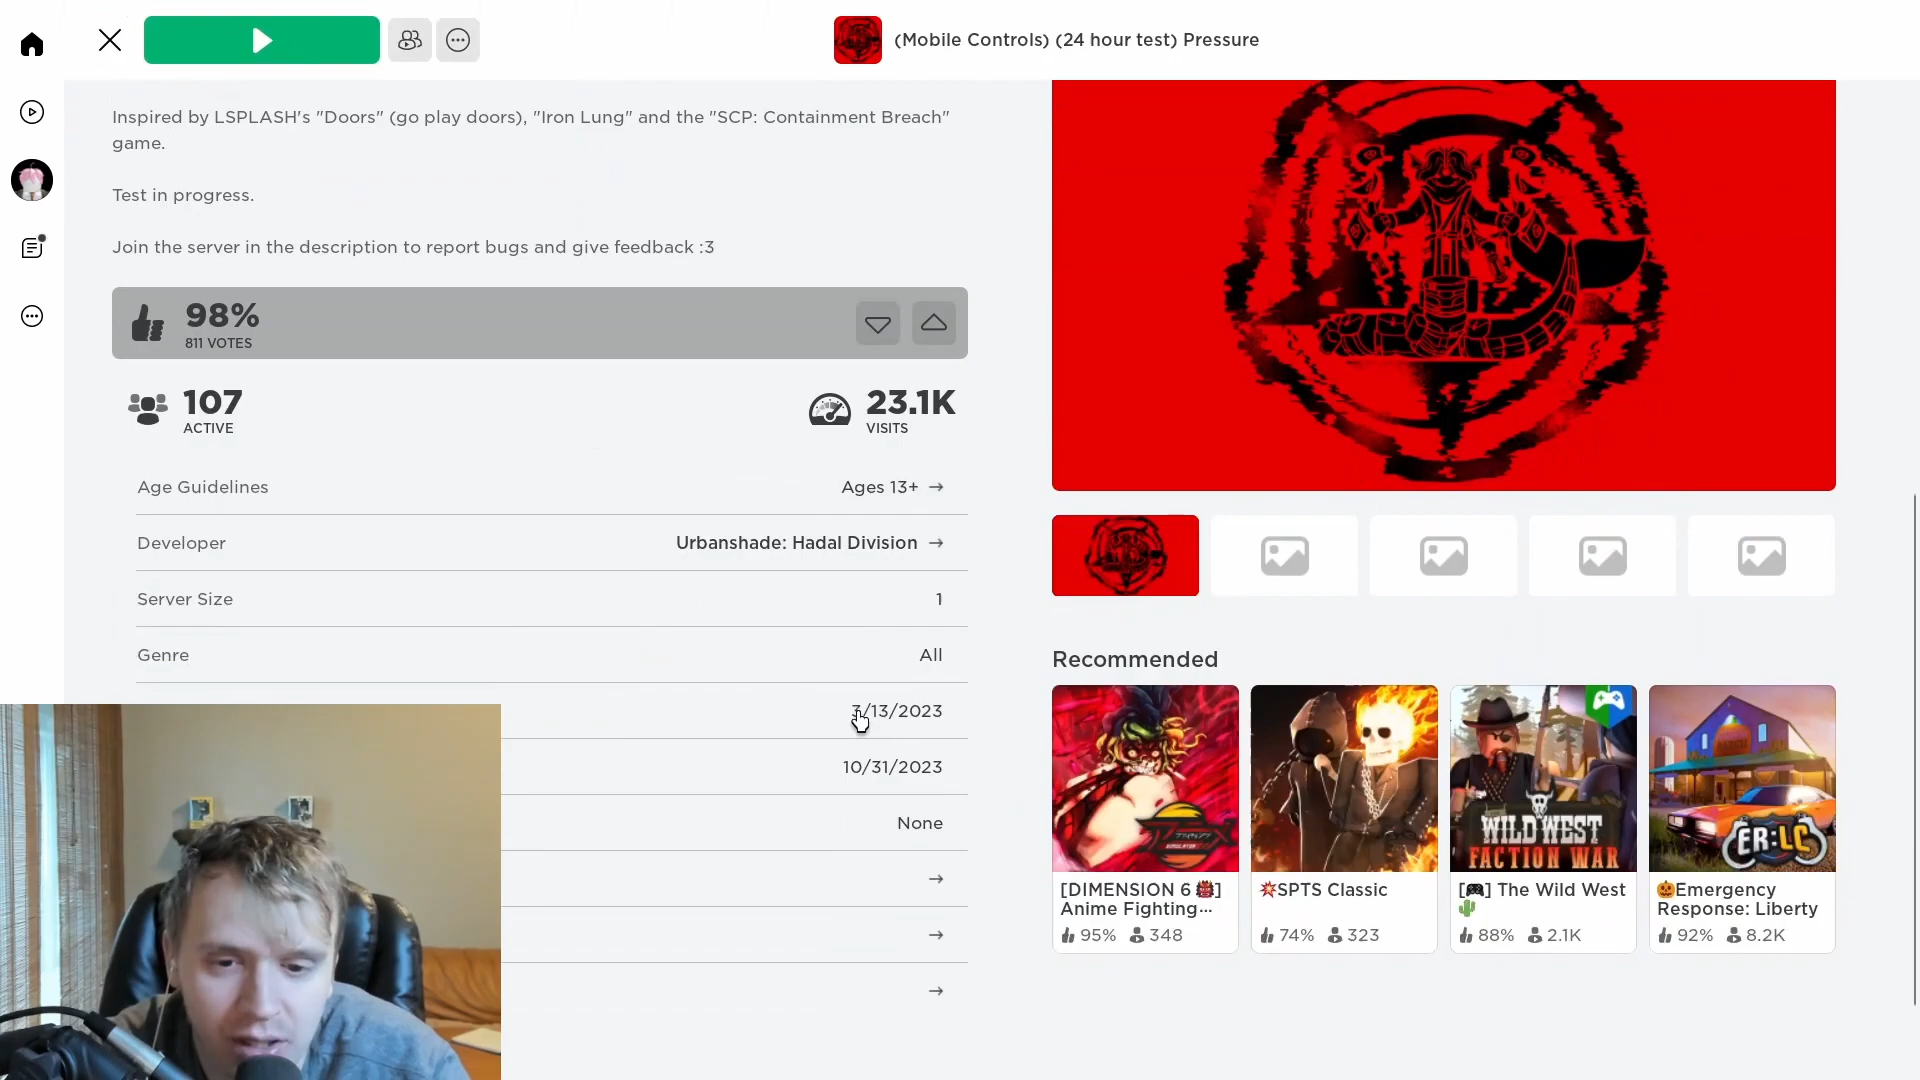 (Mobile Controls) (24 hour test) Pressure
Inspired by LSPLASH's "Doors" (go play doors), "Iron Lung" and the "SCP: Containment Breach"
game.
Test in progress.
Join the server in the description to report bugs and give feedback :3
98%
811 VOTES
107
ACTIVE
23.1K
VISITS
Age Guidelines
Ages 13+ →
Developer
Urbanshade: Hadal Division →
Server Size
1
Genre
All
3/13/2023
10/31/2023
None
→
→
→
Recommended
WILD WEST
FACTION WAR
ER:LC
[DIMENSION 6 👹]
Anime Fighting...
95% 348
💥SPTS Classic
74% 323
[🎮] The Wild West
🌵
88% 2.1K
🎃Emergency
Response: Liberty
92% 8.2K